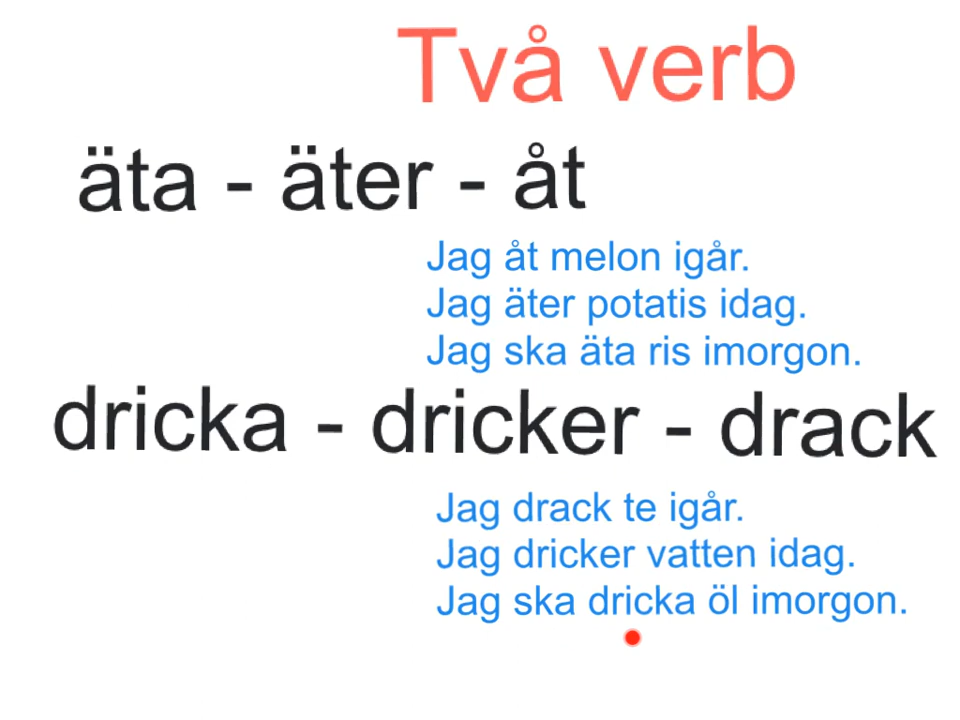 Två verb
äta - äter - åt
Jag åt melon igår.
Jag äter potatis idag.
Jag ska äta ris imorgon.
dricka - dricker - drack
Jag drack te igår.
Jag dricker vatten idag.
Jag ska dricka öl imorgon.